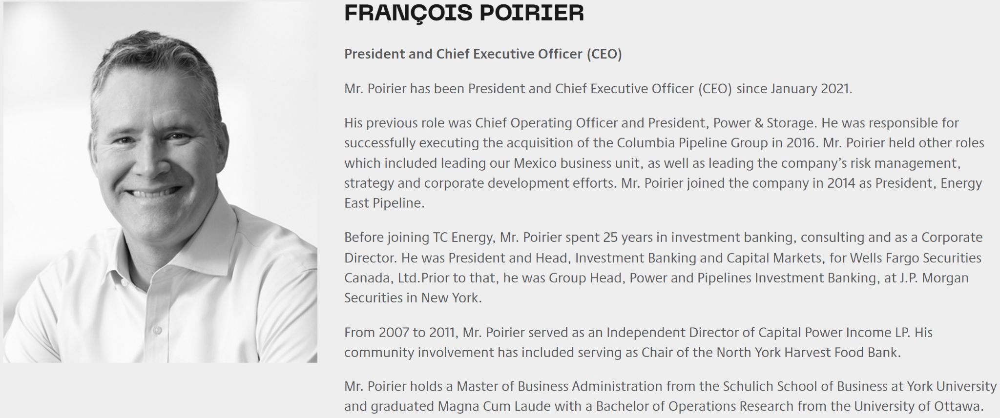 FRANÇOIS POIRIER
President and Chief Executive Officer (CEO)
Mr. Poirier has been President and Chief Executive Officer (CEO) since January 2021.
His previous role was Chief Operating Officer and President, Power & Storage. He was responsible for
successfully executing the acquisition of the Columbia Pipeline Group in 2016. Mr. Poirier held other roles
which included leading our Mexico business unit, as well as leading the company’s risk management,
strategy and corporate development efforts. Mr. Poirier joined the company in 2014 as President, Energy
East Pipeline.
Before joining TC Energy, Mr. Poirier spent 25 years in investment banking, consulting and as a Corporate
Director. He was President and Head, Investment Banking and Capital Markets, for Wells Fargo Securities
Canada, Ltd.Prior to that, he was Group Head, Power and Pipelines Investment Banking, at J.P. Morgan
Securities in New York.
From 2007 to 2011, Mr. Poirier served as an Independent Director of Capital Power Income LP. His
community involvement has included serving as Chair of the North York Harvest Food Bank.
Mr. Poirier holds a Master of Business Administration from the Schulich School of Business at York University
and graduated Magna Cum Laude with a Bachelor of Operations Research from the University of Ottawa.